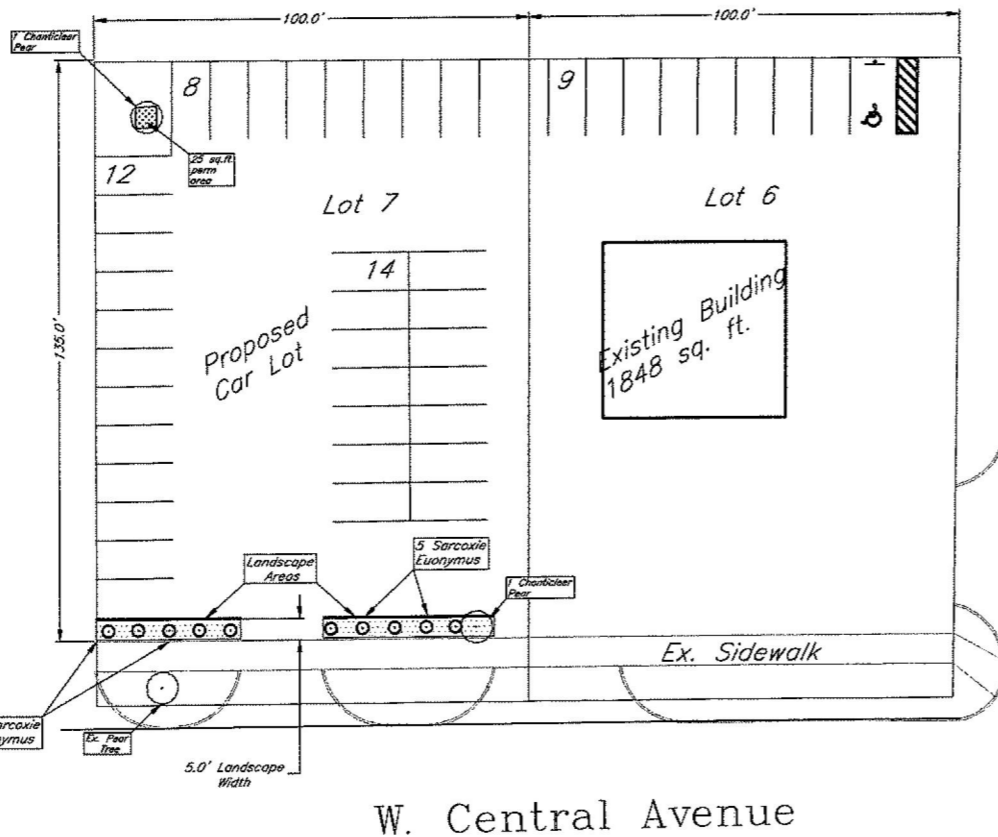 100.0'
100.0'
1 Chanticleer
Pear
8
9
25 sq.ft.
perm
area
12
Lot 7
Lot 6
135.0'
14
Proposed
Car Lot
Existing Building
1848 sq. ft.
Landscape
Areas
5 Sarcoxie
Euonymus
1 Chanticleer
Pear
Ex. Sidewalk
arcoxie
nymus
Ex. Pear
Tree
5.0' Landscape
Width
W. Central Avenue